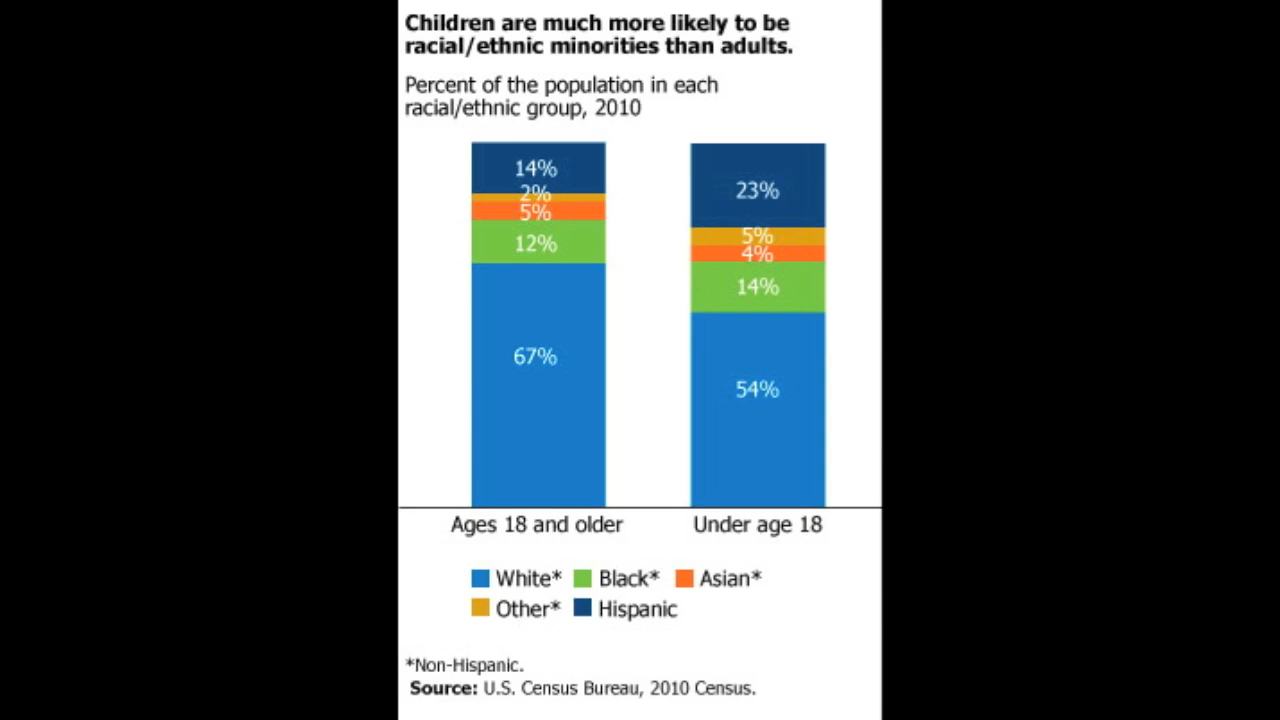 Children are much more likely to be
racial/ethnic minorities than adults.
Percent of the population in each
racial/ethnic group, 2010
14%
2%
5%
12%
67%
23%
5%
4%
14%
54%
Ages 18 and older
Under age 18
White* Black* Asian*
Other* Hispanic
*Non-Hispanic.
Source: U.S. Census Bureau, 2010 Census.